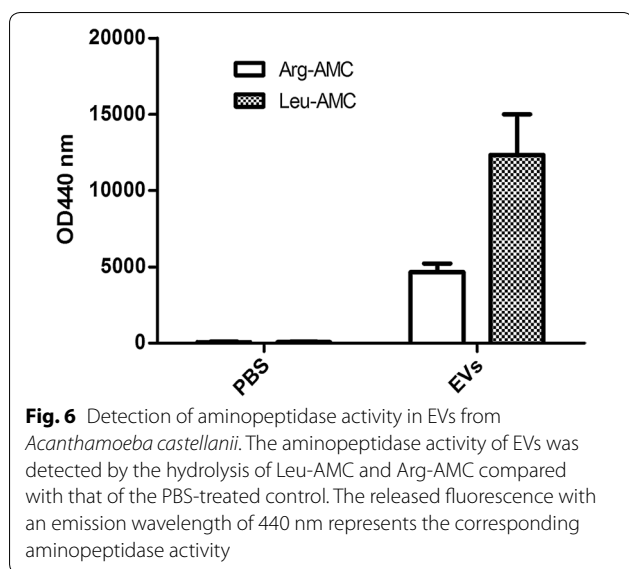 20000
15000
10000
5000
0
OD440 nm
Arg-AMC
Leu-AMC
PBS
EVs
Fig. 6 Detection of aminopeptidase activity in EVs from
Acanthamoeba castellanii. The aminopeptidase activity of EVs was
detected by the hydrolysis of Leu-AMC and Arg-AMC compared
with that of the PBS-treated control. The released fluorescence with
an emission wavelength of 440 nm represents the corresponding
aminopeptidase activity